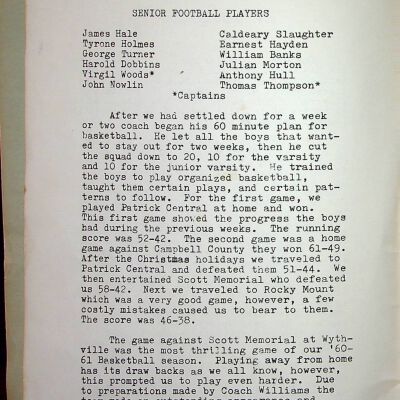 SENIOR FOOTBALL PLAYERS
James Hale Caldeary Slaughter
Tyrone Holmes Earnest Hayden
George Turner William Banks
Harold Dobbins Julian Morton
Virgil Woods* Anthony Hull
John Nowlin Thomas Thompson*
*Captains
After we had settled down for a week
or two coach began his 60 minute plan for
basketball. He let all the boys that want-
ed to stay out for two weeks, then he cut
the squad down to 20, 10 for the varsity
and 10 for the junior varsity. He trained
the boys to play organized basketball,
taught them certain plays, and certain pat-
terns to follow. For the first game, we
played Patrick Central at home and won.
This first game showed the progress the boys
had during the previous weeks. The running
score was 52-42. The second game was a home
game against Campbell County they won 61-49.
After the Christmas holidays we traveled to
Patrick Central and defeated them 51-44. We
then entertained Scott Memorial who defeated
us 58-42. Next we traveled to Rocky Mount
which was a very good game, however, a few
costly mistakes caused us to bear to them.
The score was 46-38.
The game against Scott Memorial at Wyth-
ville was the most thrilling game of our '60-
61 Basketball season. Playing away from home
has its draw backs as we all know, however,
this prompted us to play even harder. Due
to preparations made by Coach Williams the